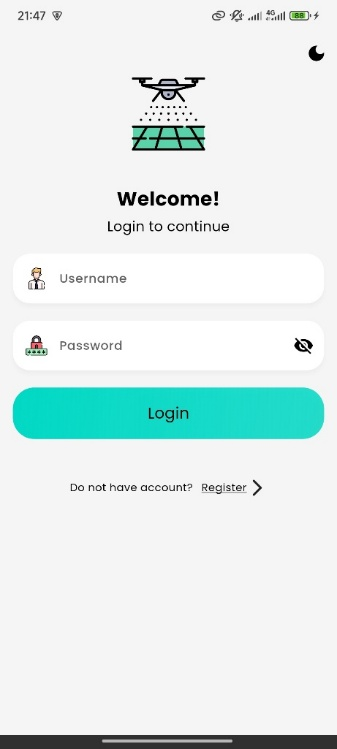 21:47
4G
88
Welcome!
Login to continue
Username
Password
Login
Do not have account? Register